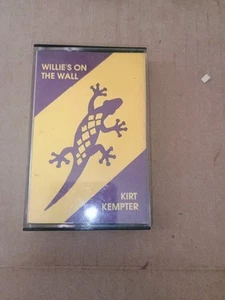 WILLIE'S ON
THE WALL
KIRT
KEMPTER